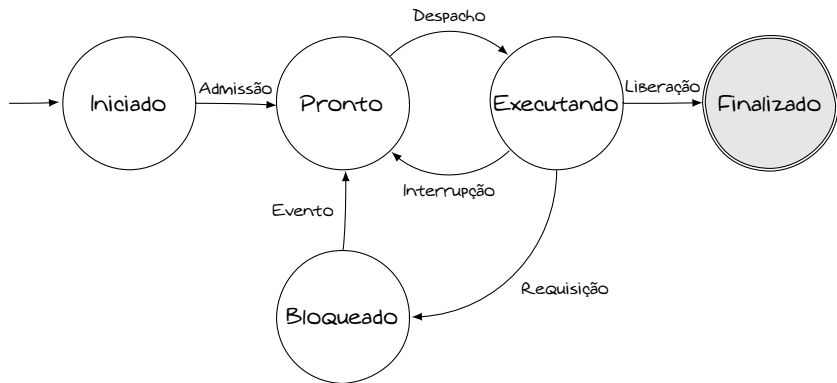 Despacho
Iniciado
Admissão
Pronto
Executando
Liberação
Finalizado
Interrupção
Evento
Requisição
Bloqueado